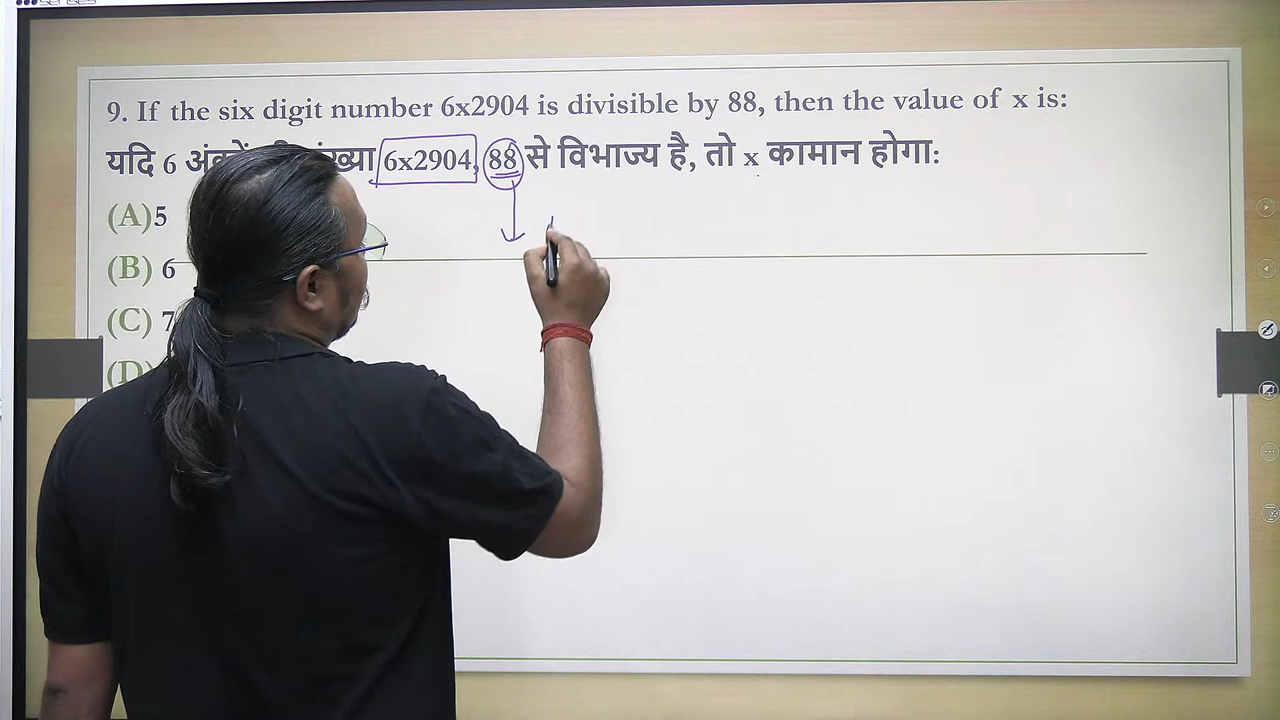 9. If the six digit number 6x2904 is divisible by 88, then the value of x is:
यदि 6 6x2904, 88 से विभाज्य है, तो x कामान होगा:
(A)5
(B) 6
(C) 7
(D)